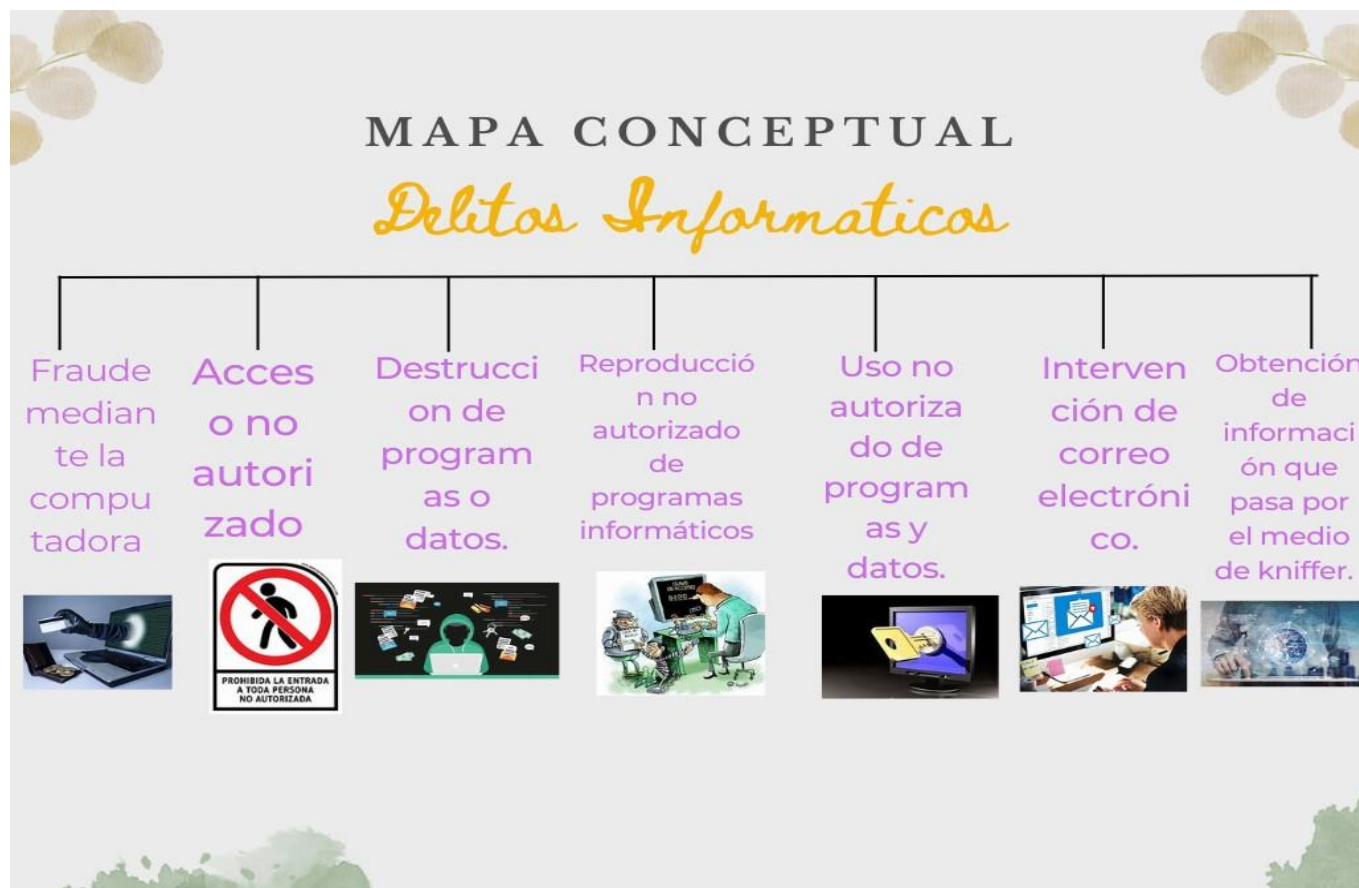 MAPA CONCEPTUAL
Delitos Informaticos
Fraude
median
te la
compu
tadora
Acces
o no
autori
zado
Destrucci
on de
program
as o
datos.
Reproducció
n no
autorizado
de
programas
informáticos
Uso no
autoriza
do de
program
as y
datos.
Interven
ción de
correo
electróni
co.
Obtención
de
informaci
ón que
pasa por
el medio
de kniffer.
PROHIBIDA LA ENTRADA
A TODA PERSONA
NO AUTORIZADA
CLAVE
DE ACCESO